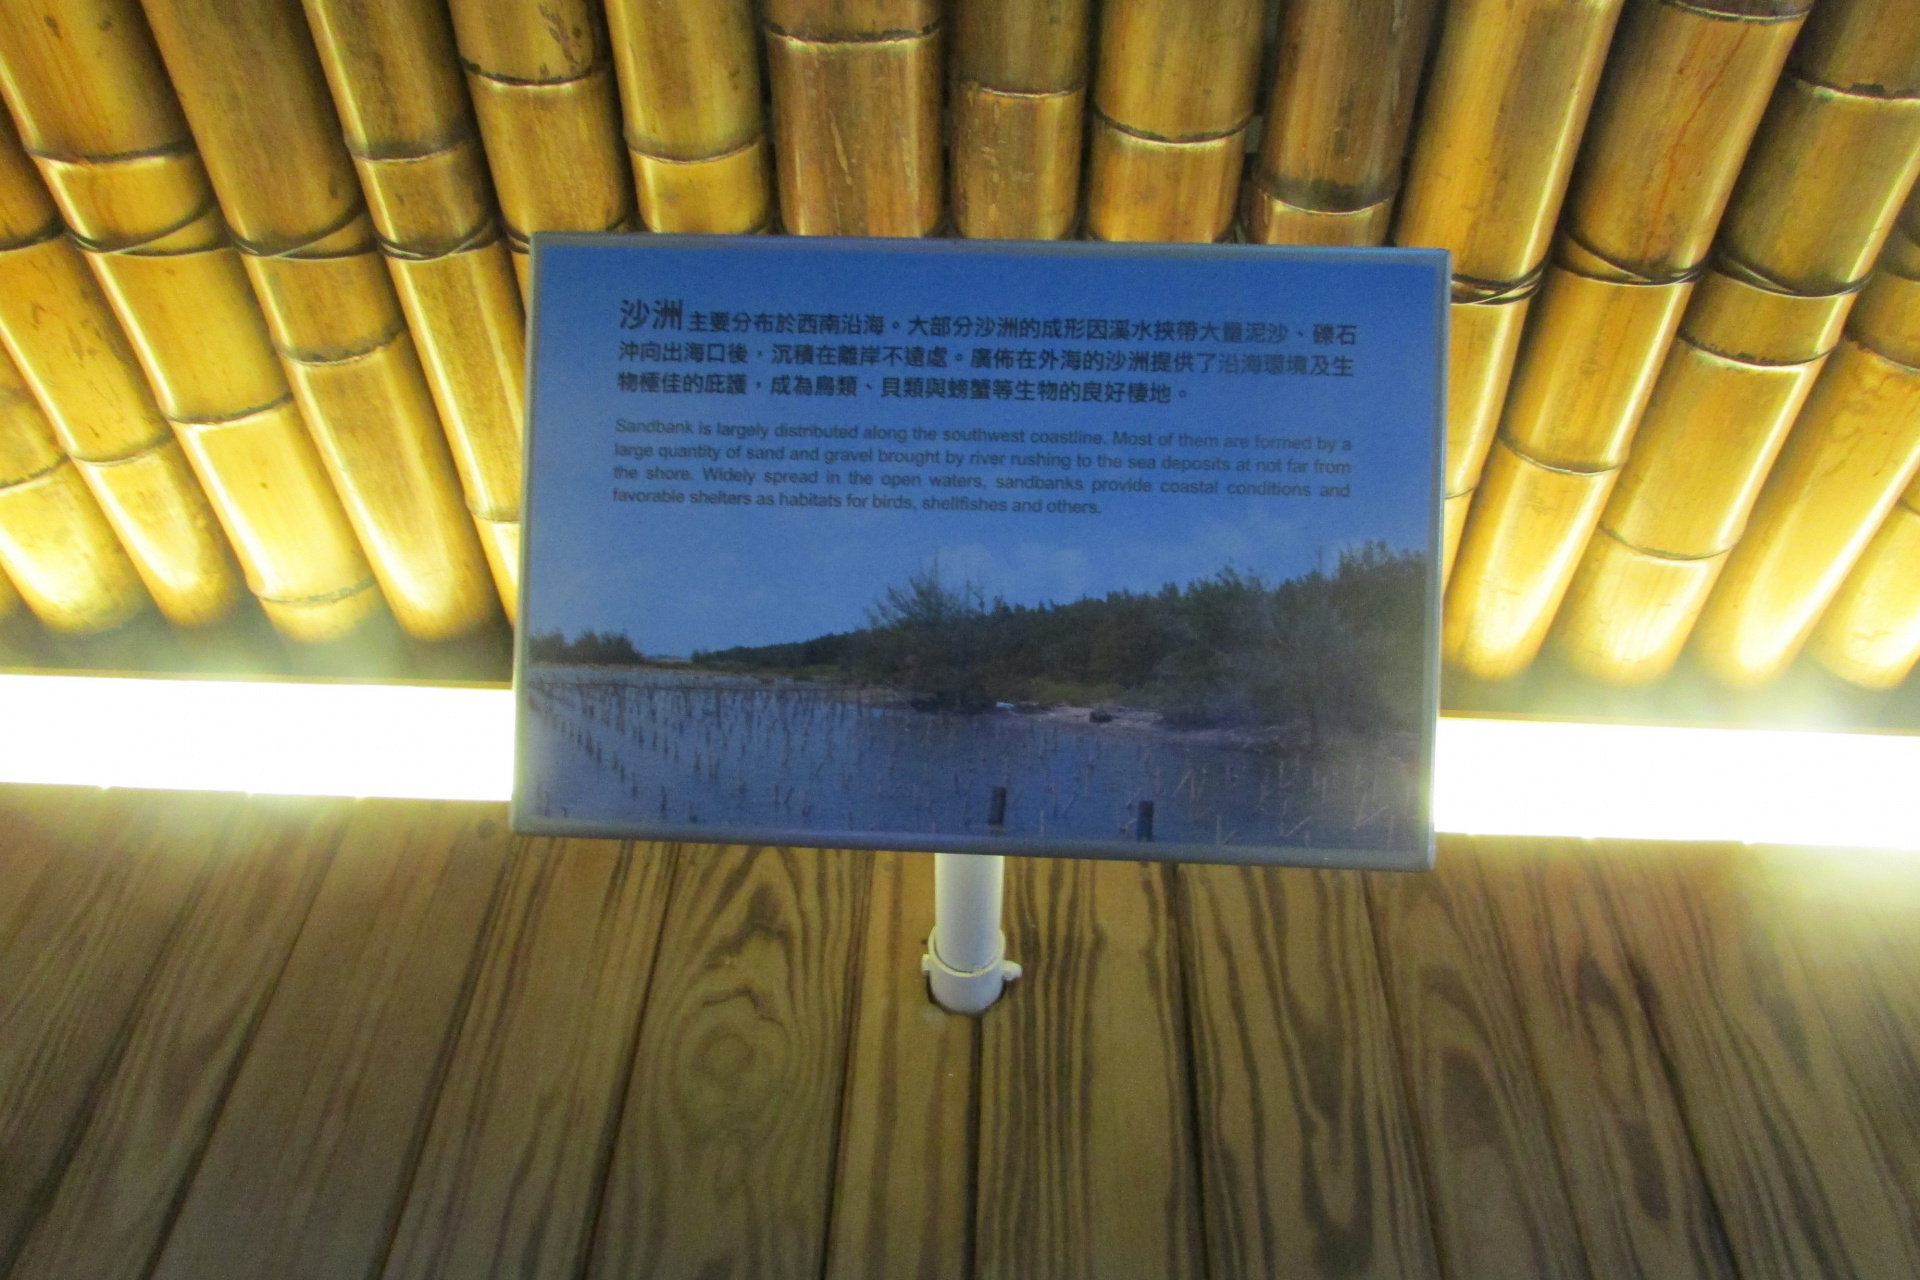 沙洲 主要分布於西南沿海。大部分沙洲的成形因溪水挾帶大量泥沙、礫石
沖向出海口後，沉積在離岸不遠處。廣佈在外海的沙洲提供了沿海環境及生
物極佳的庇護，成為鳥類、貝類與螃蟹等生物的良好棲地。
Sandbank is largely distributed along the southwest coastline. Most of them are formed by a
large quantity of sand and gravel brought by river rushing to the sea deposits at not far from
the shore. Widely spread in the open waters, sandbanks provide coastal conditions and
favorable shelters as habitats for birds, shellfishes and others.